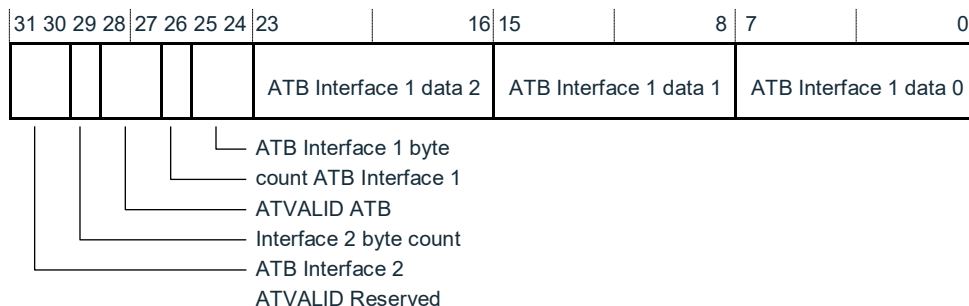 31 30 29 28 27 26 25 24 23 16 15 8 7 0
ATB Interface 1 data 2 ATB Interface 1 data 1 ATB Interface 1 data 0
ATB Interface 1 byte
count ATB Interface 1
ATVALID ATB
Interface 2 byte count
ATB Interface 2
ATVALID Reserved